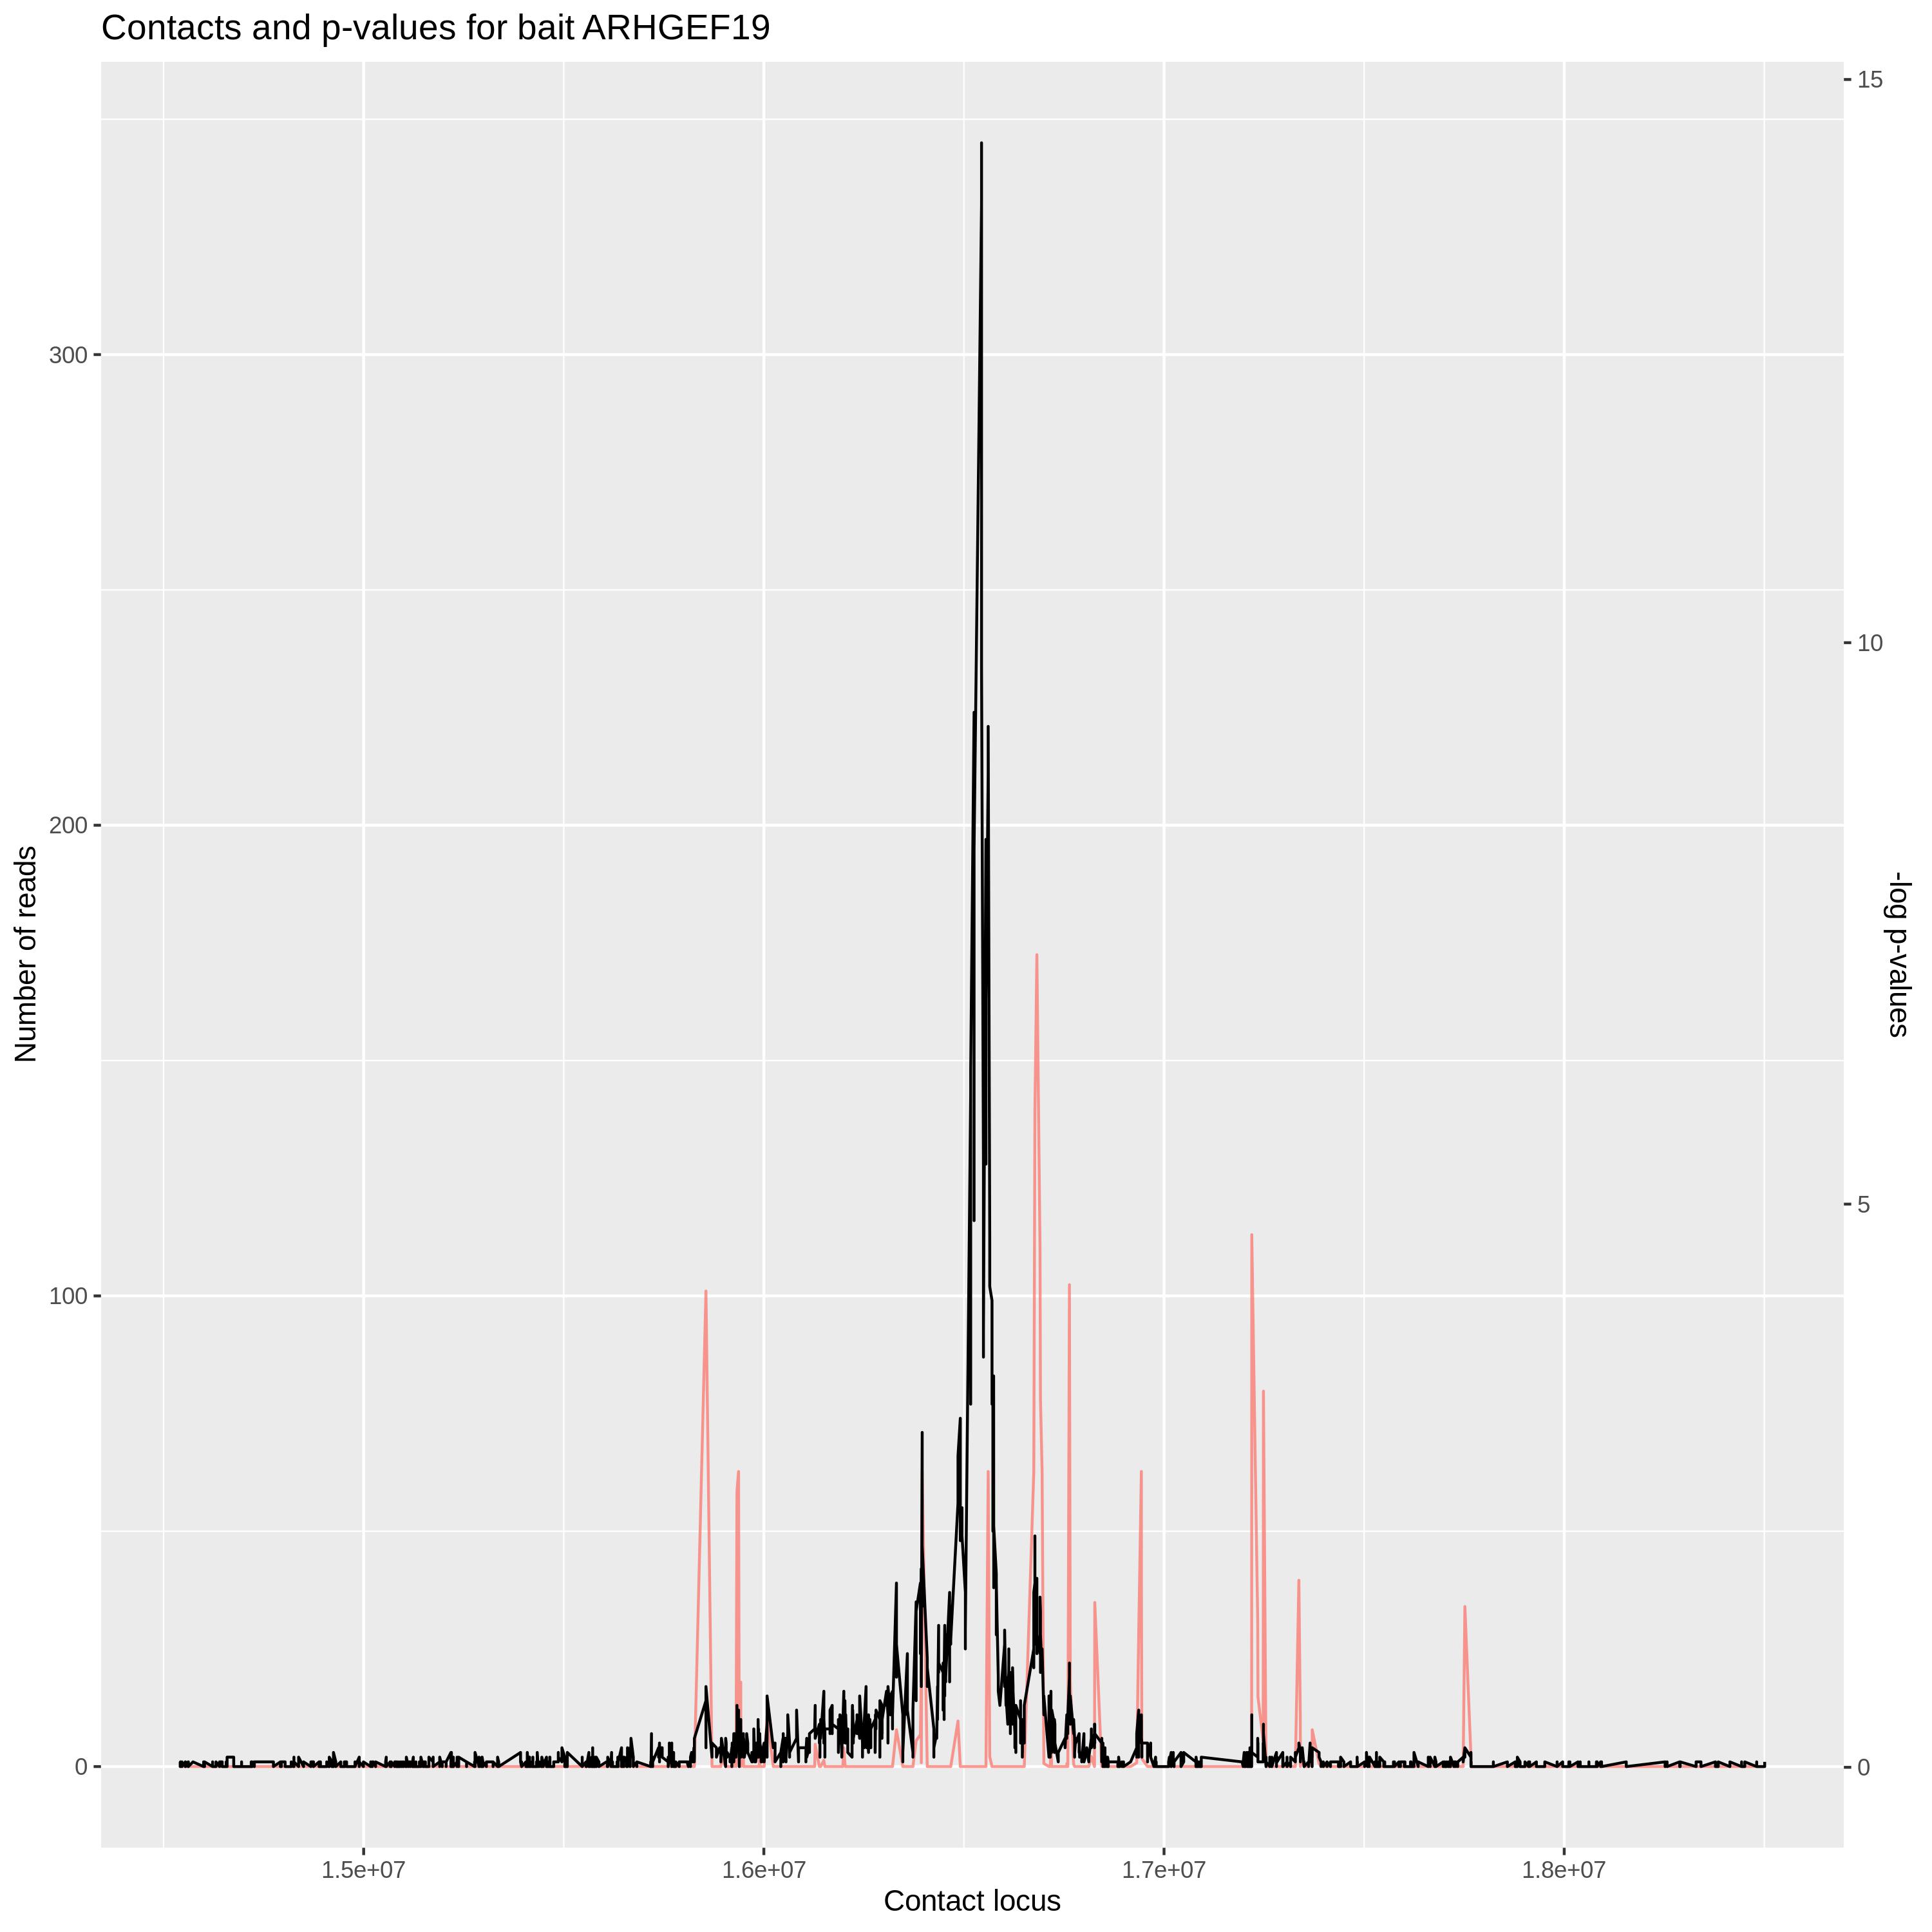 Contacts and p-values for bait ARHGEF19
15
300
10
200
Number of reads
-log p-values
5
100
0
0
1.5e+07
1.6e+07
1.7e+07
1.8e+07
Contact locus